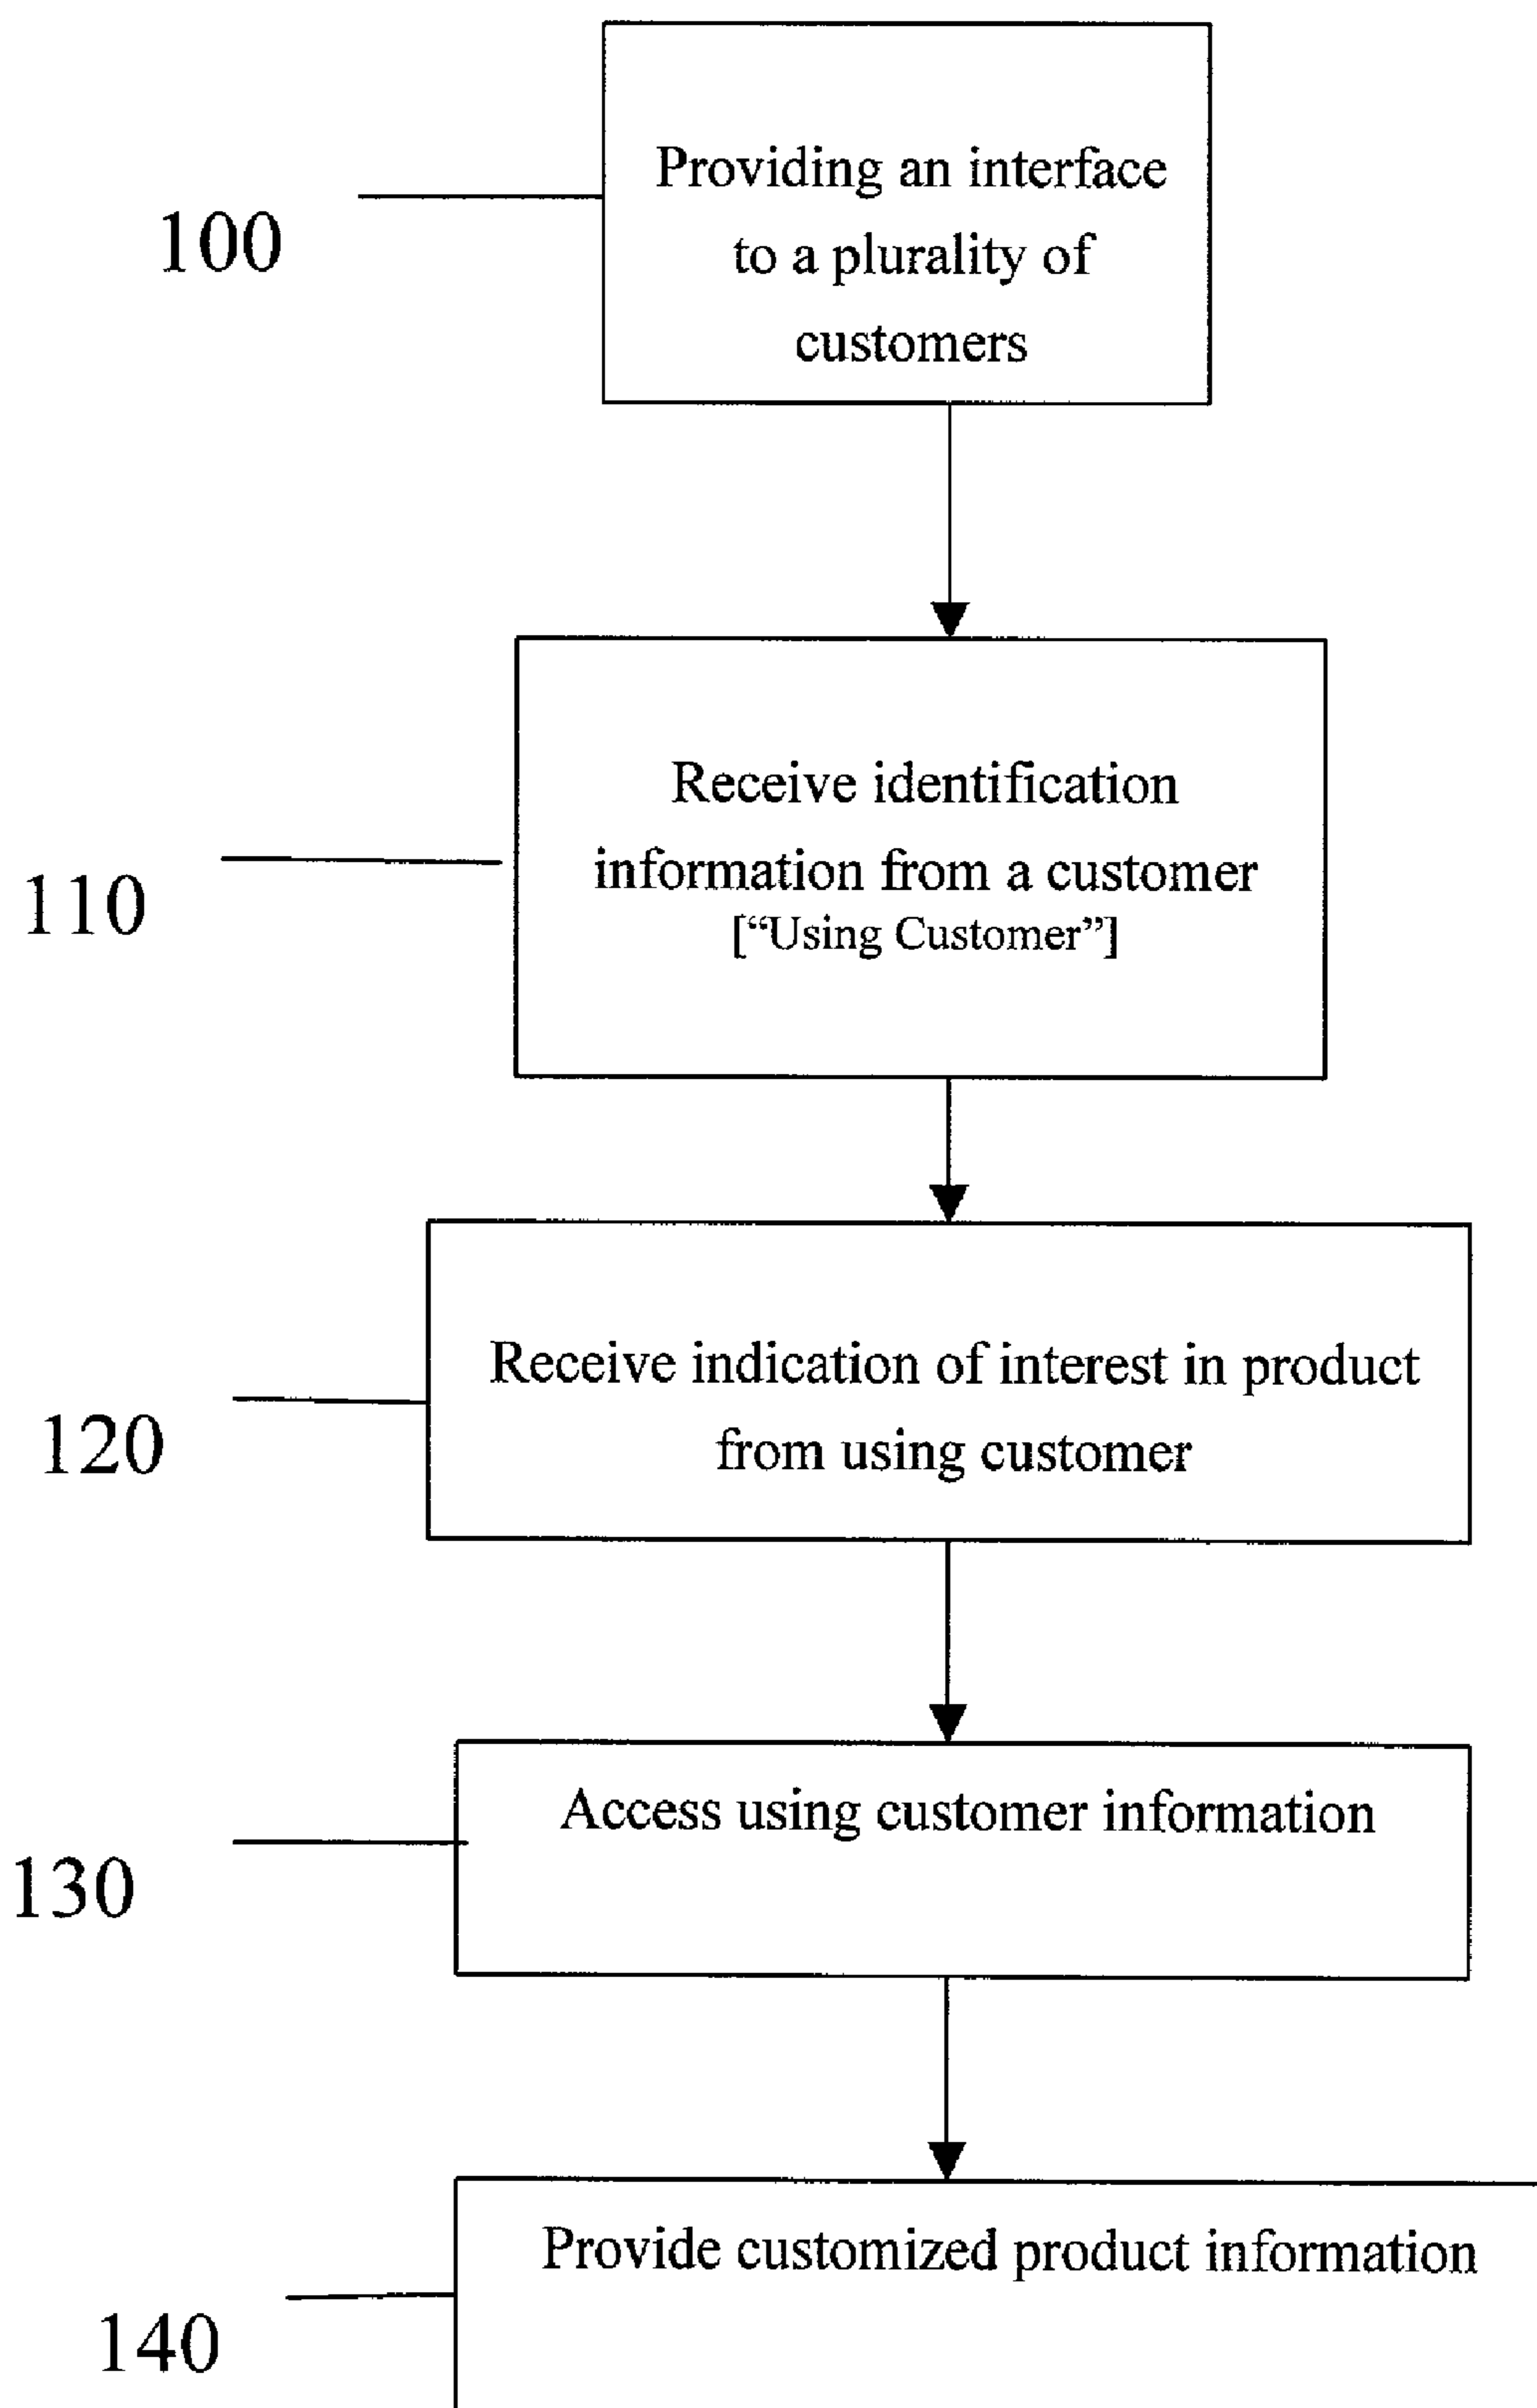 Providing an interface
to a plurality of
customers
100
Receive identification
information from a customer
[“Using Customer”]
110
Receive indication of interest in product
from using customer
120
Access using customer information
130
Provide customized product information
140